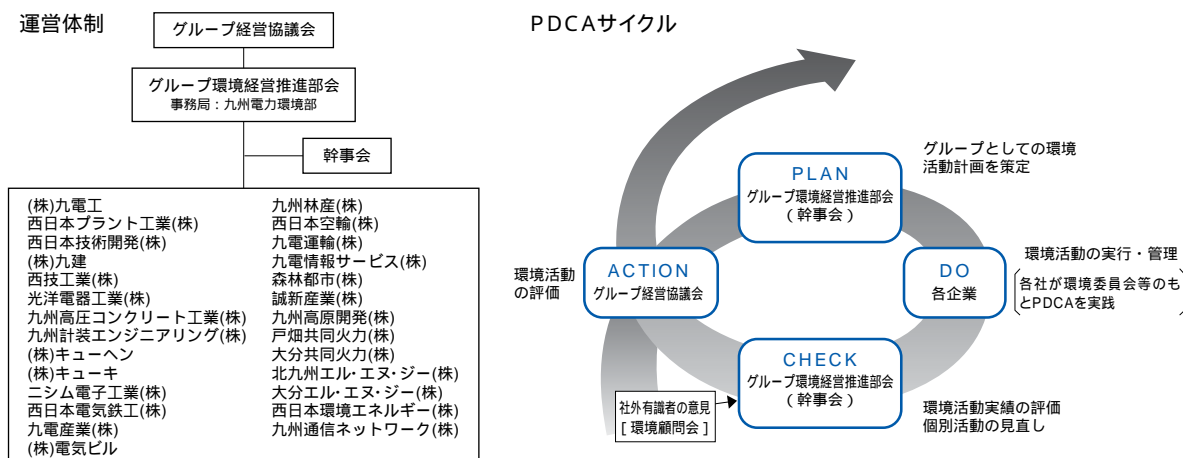 運営体制
グループ経営協議会
グループ環境経営推進部会
事務局：九州電力環境部
幹事会
(株)九電工
西日本プラント工業(株)
西日本技術開発(株)
(株)九建
西技工業(株)
光洋電器工業(株)
九州高圧コンクリート工業(株)
九州計装エンジニアリング(株)
(株)キューヘン
(株)キューキ
ニシム電子工業(株)
西日本電気鉄工(株)
九電産業(株)
(株)電気ビル
九州林産(株)
西日本空輸(株)
九電運輸(株)
九電情報サービス(株)
森林都市(株)
誠新産業(株)
九州高原開発(株)
戸畑共同火力(株)
大分共同火力(株)
北九州エル・エヌ・ジー(株)
大分エル・エヌ・ジー(株)
西日本環境エネルギー(株)
九州通信ネットワーク(株)
PDCAサイクル
PLAN
グループ環境経営推進部会
（幹事会）
グループとしての環境
活動計画を策定
DO
各企業
環境活動の実行・管理
各社が環境委員会等のも
とPDCAを実践
CHECK
グループ環境経営推進部会
（幹事会）
環境活動実績の評価
個別活動の見直し
社外有識者の意見
[環境顧問会]
ACTION
グループ経営協議会
環境活動
の評価